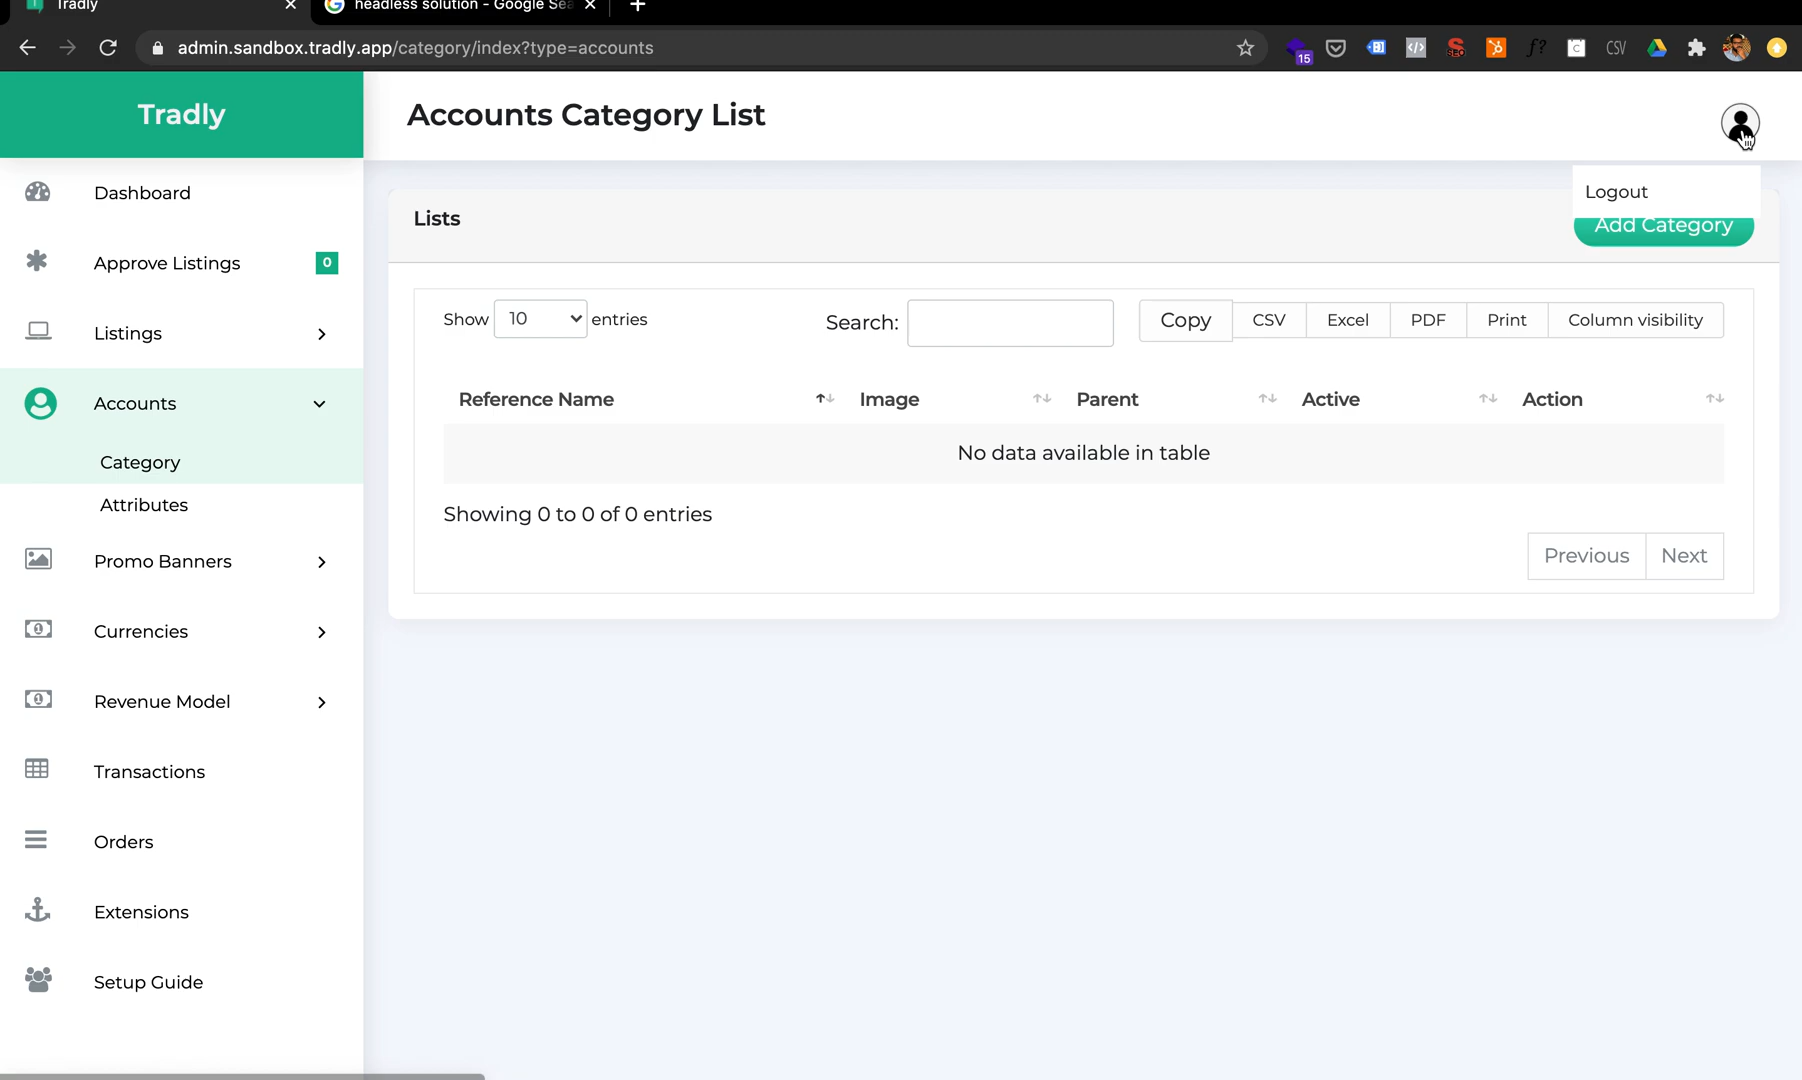 Tradly
headless solution - Google Sea
admin.sandbox.tradly.app/category/index?type=accounts
15
SEO
f?
C
CSV
Tradly
Accounts Category List
Logout
Dashboard
Lists
Add Category
Approve Listings 0
Show 10 entries
Search:
Copy CSV Excel PDF Print Column visibility
Listings
Reference Name Image Parent Active Action
Accounts
No data available in table
Category
Attributes
Showing 0 to 0 of 0 entries
Previous Next
Promo Banners
Currencies
Revenue Model
Transactions
Orders
Extensions
Setup Guide